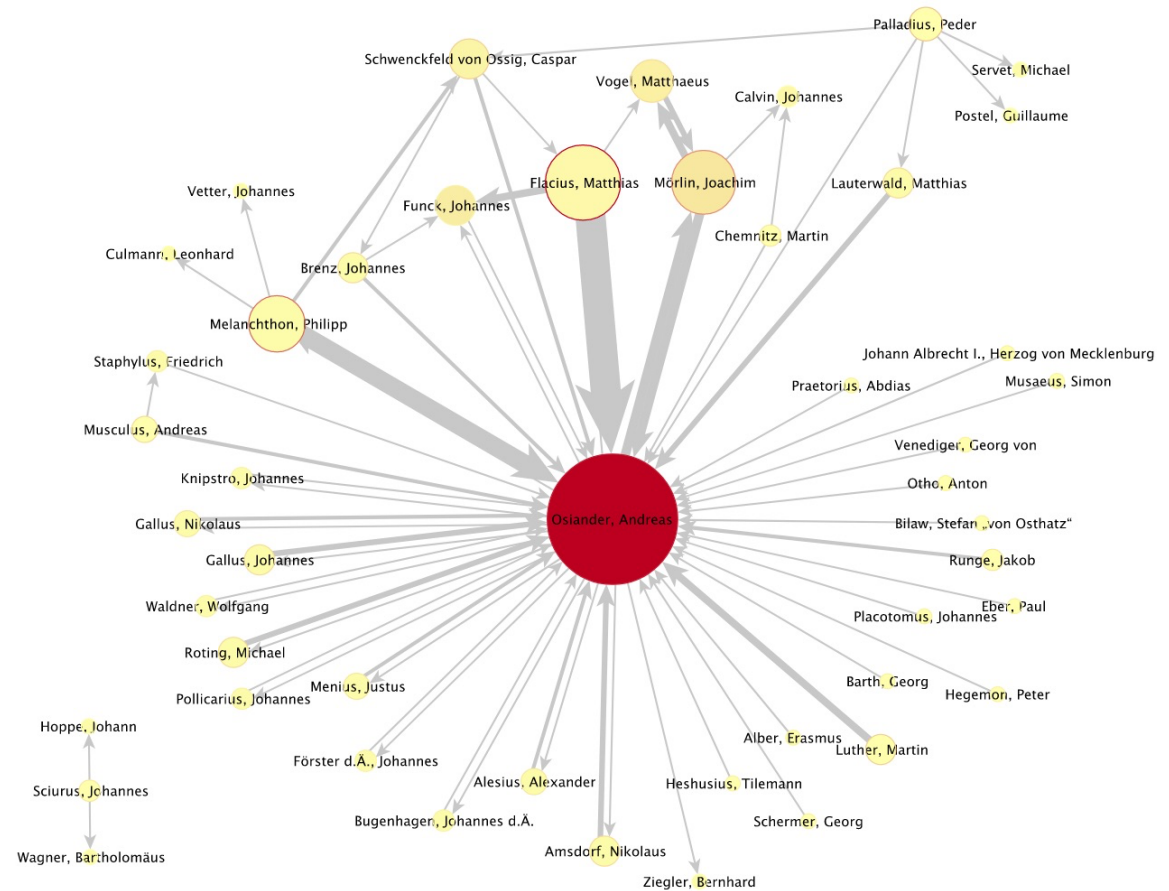 Palladius, Peder
Schwenckfeld von Ossig, Caspar
Servet, Michael
Vogel, Matthaeus
Calvin, Johannes
Postel, Guillaume
Flacius, Matthias
Mörlin, Joachim
Lauterwald, Matthias
Vetter, Johannes
Funck, Johannes
Chemnitz, Martin
Culmann, Leonhard
Brenz, Johannes
Melanchthon, Philipp
Johann Albrecht I., Herzog von Mecklenburg
Staphylus, Friedrich
Praetorius, Abdias
Musaeus, Simon
Musculus, Andreas
Venediger, Georg von
Knipstro, Johannes
Otho, Anton
Osiander, Andreas
Gallus, Nikolaus
Bilaw, Stefan „von Osthatz“
Gallus, Johannes
Runge, Jakob
Waldner, Wolfgang
Eber, Paul
Placotomus, Johannes
Roting, Michael
Barth, Georg
Menius, Justus
Hegemon, Peter
Pollicarius, Johannes
Hoppe, Johann
Alber, Erasmus
Luther, Martin
Förster d.Ä., Johannes
Alesius, Alexander
Heshusius, Tilemann
Sciurus, Johannes
Bugenhagen, Johannes d.Ä.
Schermer, Georg
Amsdorf, Nikolaus
Wagner, Bartholomäus
Ziegler, Bernhard